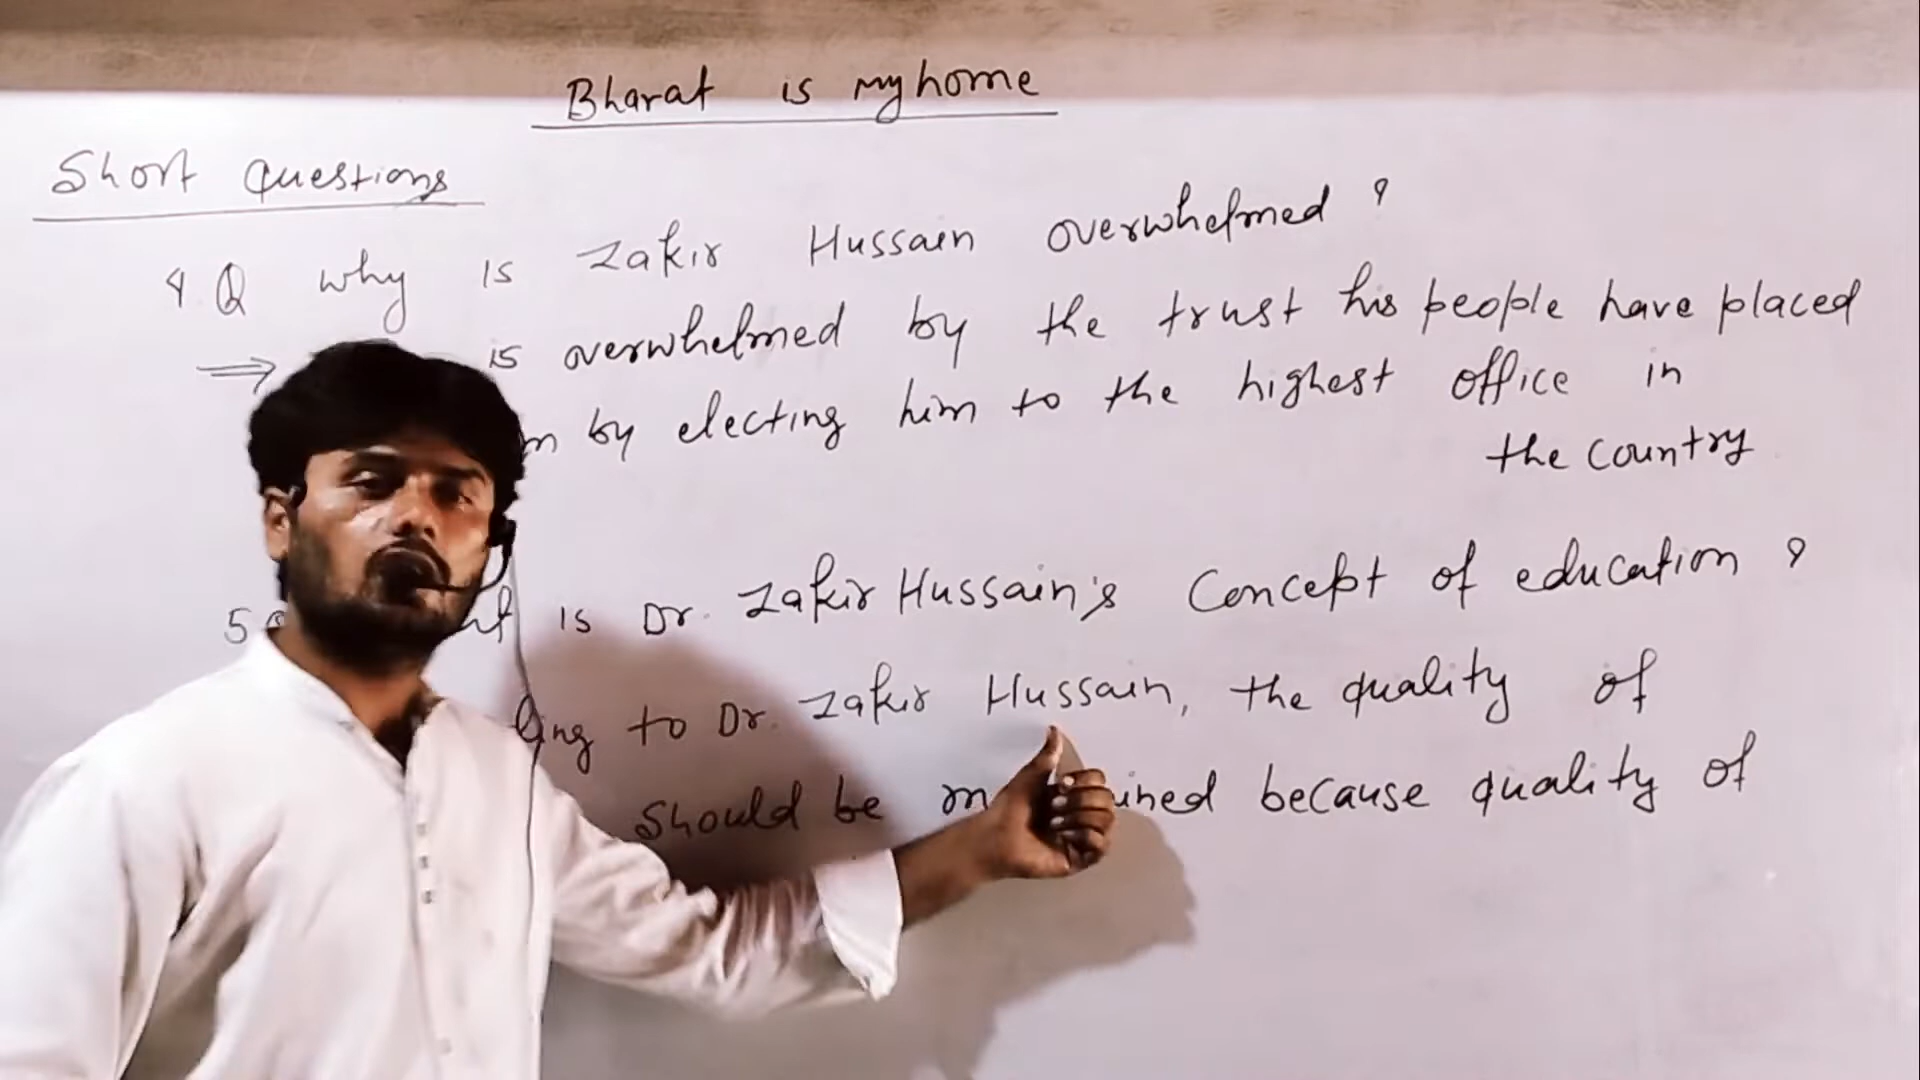 Bharat is my home
Short Questions
4.Q why is Zakir Hussain overwhelmed ?
⇒ is overwhelmed by the trust his people have placed
by electing him to the highest office in
the country
5 is Dr. Zakir Hussain's Concept of education ?
to Dr. Zakir Hussain, the quality of
should be because quality of